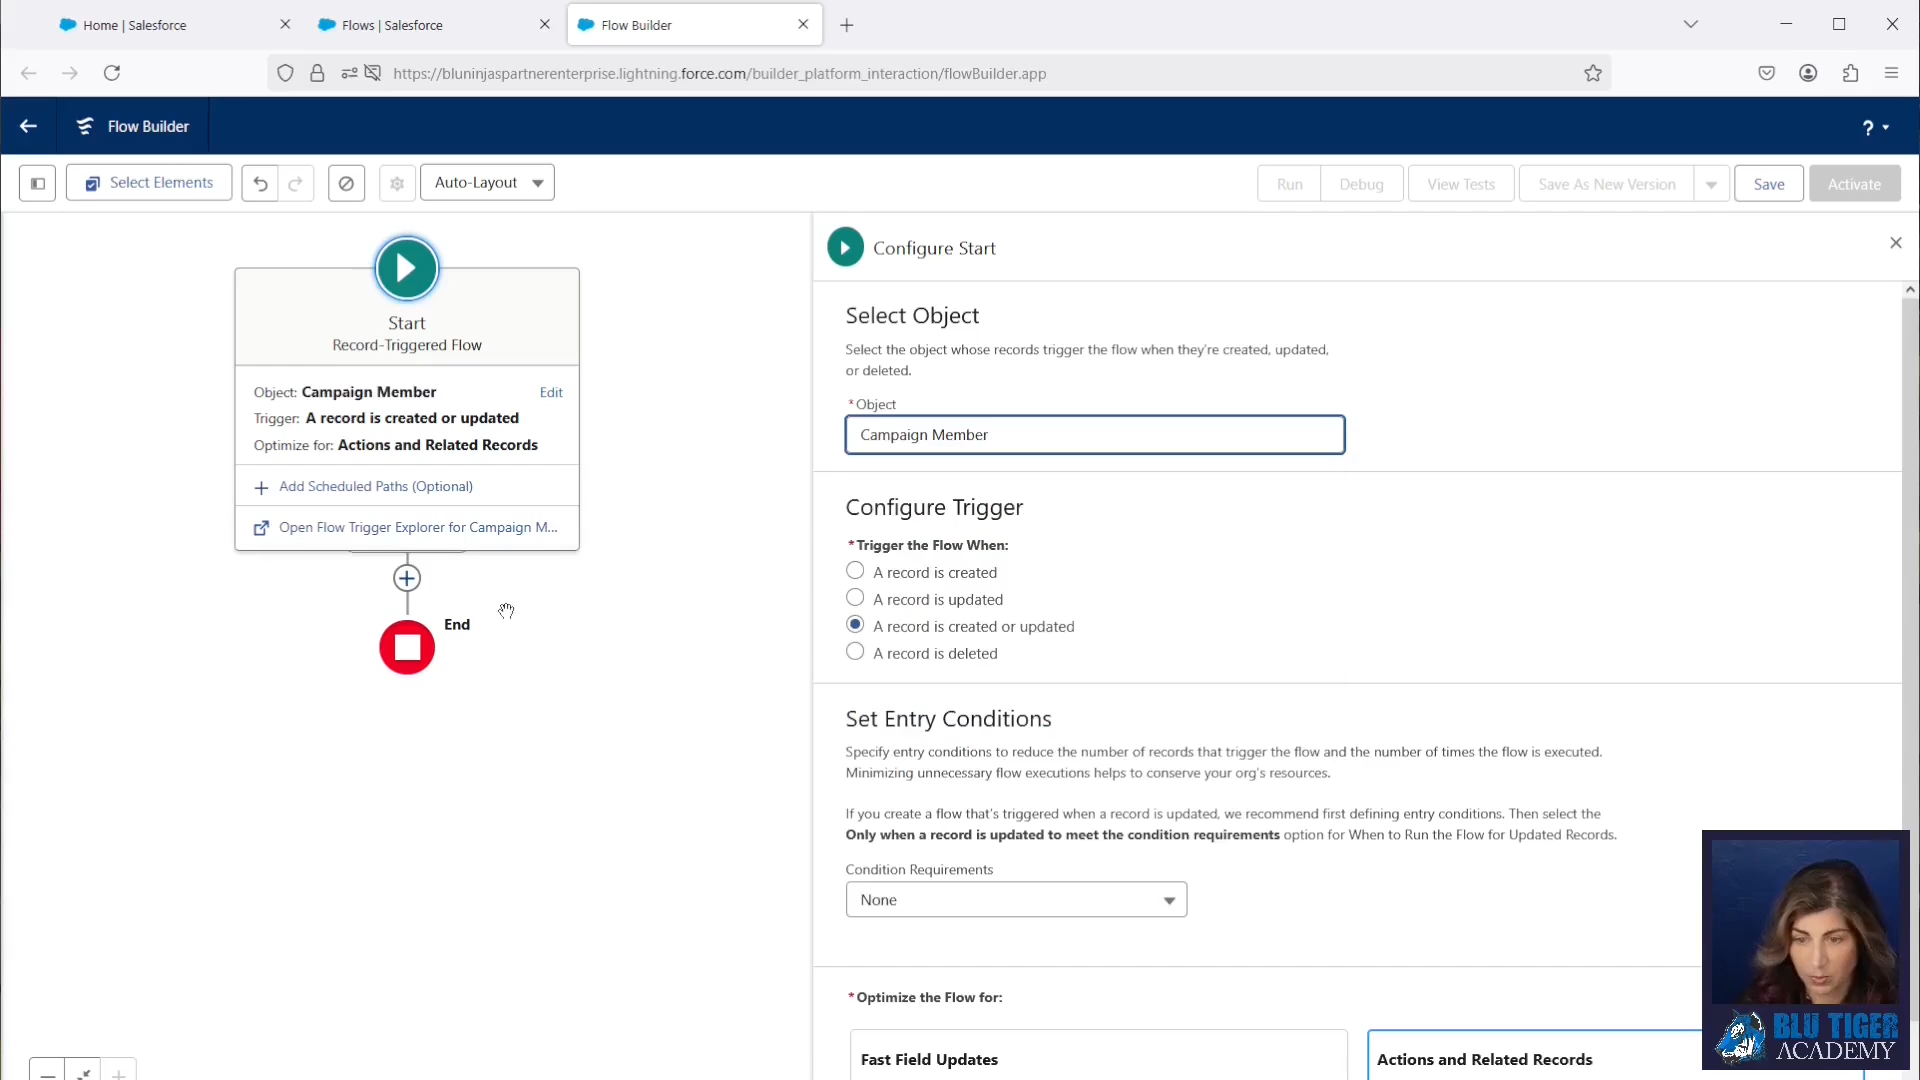 Home | Salesforce
Flows | Salesforce
Flow Builder
https://bluninjaspartnerenterprise.lightning.force.com/builder_platform_interaction/flowBuilder.app
Flow Builder
?
Select Elements
Auto-Layout
Run
Debug
View Tests
Save As New Version
Save
Activate
Start
Record-Triggered Flow
Object: Campaign Member
Edit
Trigger: A record is created or updated
Optimize for: Actions and Related Records
Add Scheduled Paths (Optional)
Open Flow Trigger Explorer for Campaign M...
End
Configure Start
Select Object
Select the object whose records trigger the flow when they're created, updated,
or deleted.
*Object
Campaign Member
Configure Trigger
*Trigger the Flow When:
A record is created
A record is updated
A record is created or updated
A record is deleted
Set Entry Conditions
Specify entry conditions to reduce the number of records that trigger the flow and the number of times the flow is executed.
Minimizing unnecessary flow executions helps to conserve your org's resources.
If you create a flow that's triggered when a record is updated, we recommend first defining entry conditions. Then select the
Only when a record is updated to meet the condition requirements option for When to Run the Flow for Updated Records.
Condition Requirements
None
*Optimize the Flow for:
Fast Field Updates
Actions and Related Records
BLU TIGER
ACADEMY